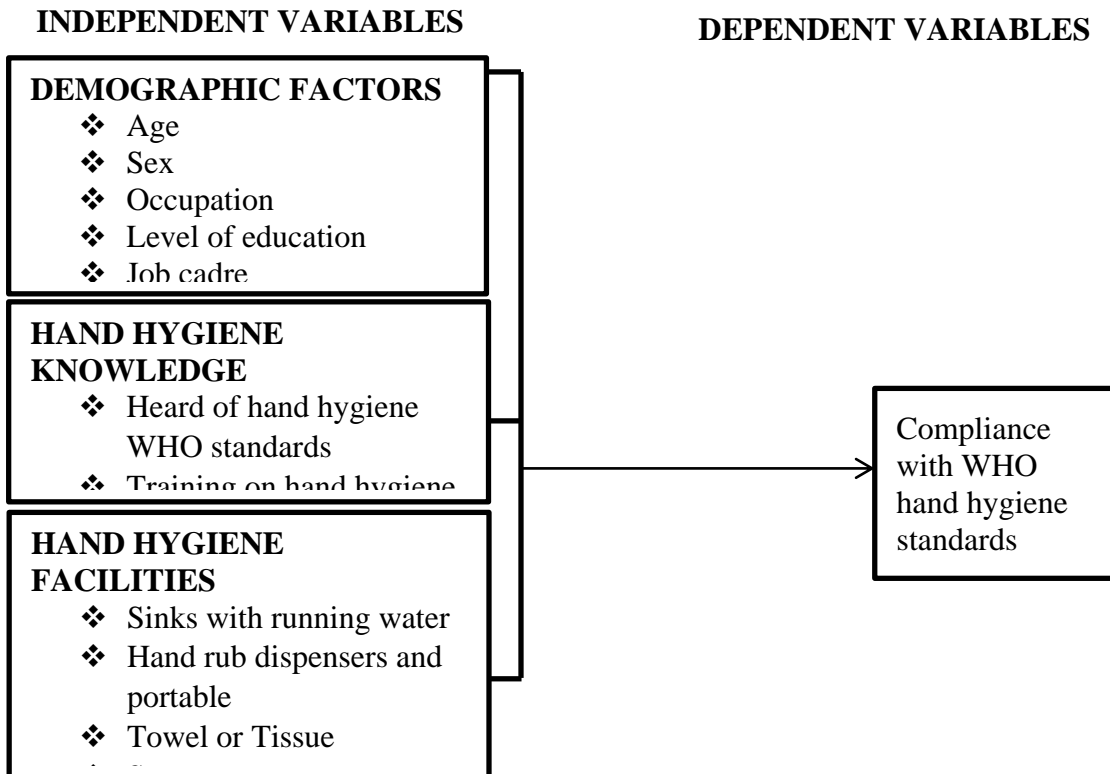 INDEPENDENT VARIABLES
DEPENDENT VARIABLES
DEMOGRAPHIC FACTORS
❖ Age
❖ Sex
❖ Occupation
❖ Level of education
❖ Job cadre
HAND HYGIENE
KNOWLEDGE
❖ Heard of hand hygiene
WHO standards
❖ Training on hand hygiene
HAND HYGIENE
FACILITIES
❖ Sinks with running water
❖ Hand rub dispensers and
portable
❖ Towel or Tissue
Compliance
with WHO
hand hygiene
standards